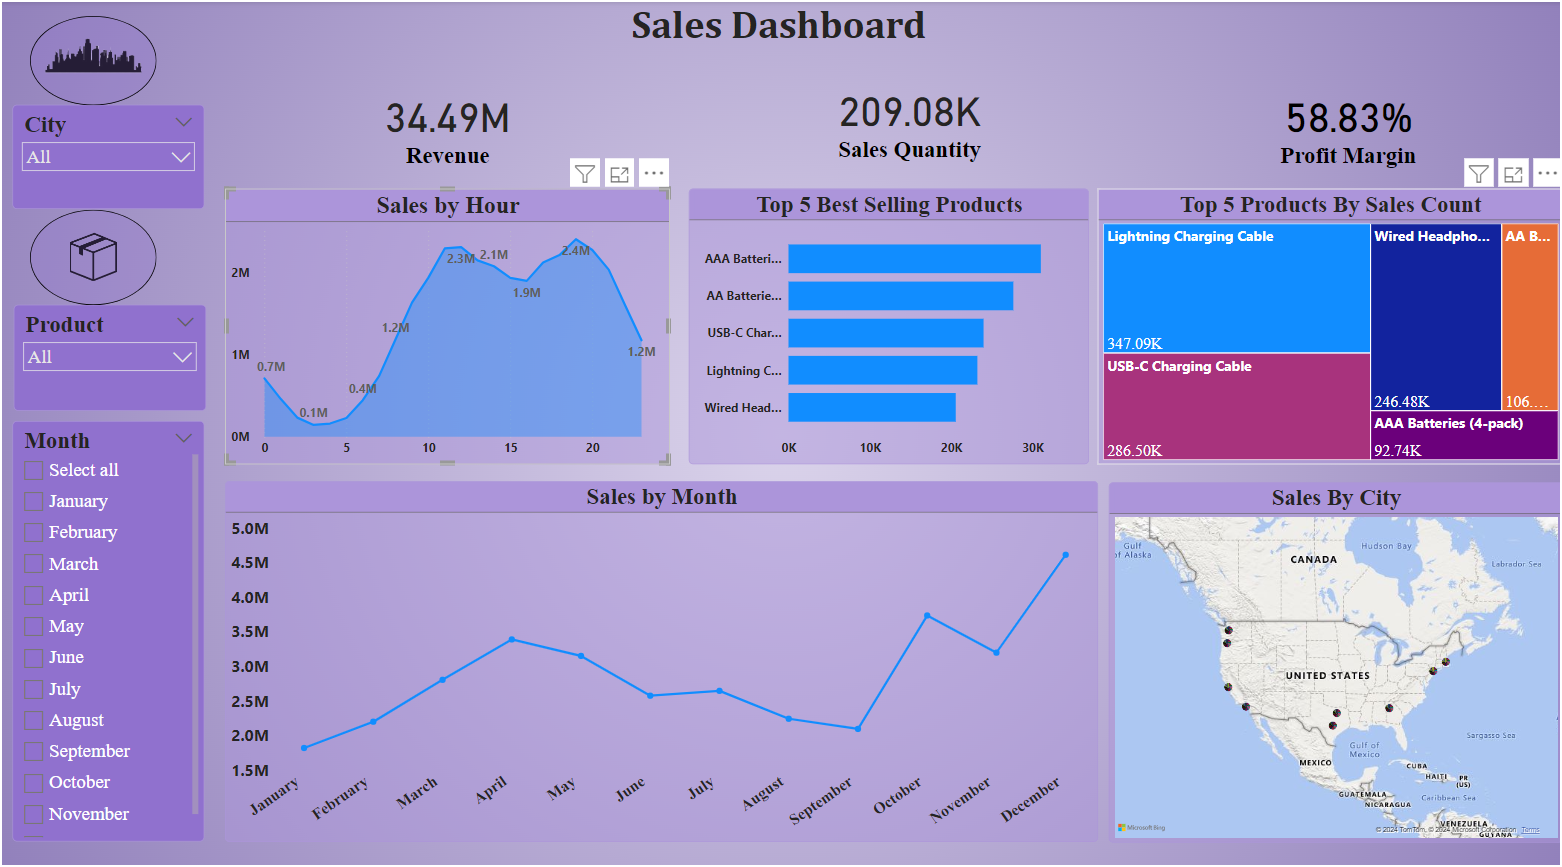 Sales Dashboard
34.49M
Revenue
209.08K
Sales Quantity
58.83%
Profit Margin
City
All
Product
All
Month
Select all
January
February
March
April
May
June
July
August
September
October
November
Sales by Hour
2M
1M
0M
0.7M
0.1M
0.4M
1.2M
2.3M
2.1M
1.9M
2.4M
1.2M
0 5 10 15 20
Top 5 Best Selling Products
AAA Batteri...
AA Batterie...
USB-C Char...
Lightning C...
Wired Head...
0K 10K 20K 30K
Top 5 Products By Sales Count
Lightning Charging Cable
347.09K
USB-C Charging Cable
286.50K
Wired Headpho...
246.48K
AA B...
106....
AAA Batteries (4-pack)
92.74K
Sales by Month
5.0M
4.5M
4.0M
3.5M
3.0M
2.5M
2.0M
1.5M
January February March April May June July August September October November December
Sales By City
Gulf
of Alaska
CANADA
Hudson Bay
Labrador Sea
UNITED STATES
Sargasso Sea
Gulf of
Mexico
MEXICO
CUBA
HAITI
PR
(US)
GUATEMALA
NICARAGUA
Caribbean Sea
VENEZUELA
GUYANA
Microsoft Bing
© 2024 TomTom, © 2024 Microsoft Corporation Terms